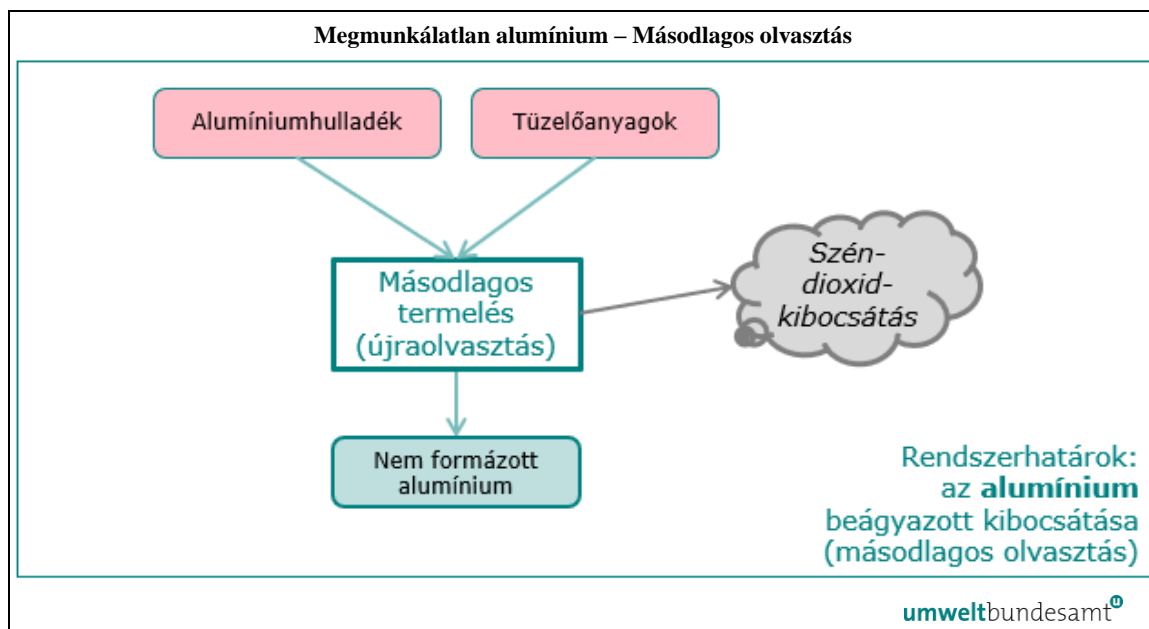 Megmunkálatlan alumínium – Másodlagos olvasztás
Alumíniumhulladék
Tüzelőanyagok
Másodlagos
termelés
(újraolvasztás)
Szén-
dioxid-
kibocsátás
Nem formázott
alumínium
Rendszerhatárok:
az alumínium
beágyazott kibocsátása
(másodlagos olvasztás)
umweltbundesamt u